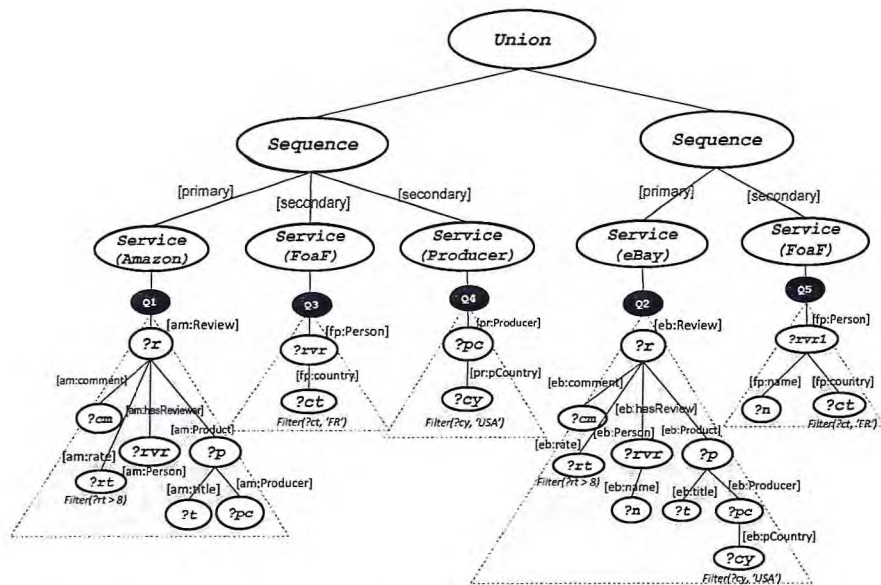 Union
Sequence
Sequence
[primary]
[secondary]
[secondary]
[primary]
[secondary]
Service
(Amazon)
Service
(FoaF)
Service
(Producer)
Service
(eBay)
Service
(FoaF)
Q1
Q3
Q4
Q2
Q5
[am:Review]
?r
[am:comment]
[am:hasReviewer]
[am:Product]
?cm
[am:rate]
?rvr
[am:Person]
?p
?rt
Filter(?rt > 8)
[am:title]
[am:Producer]
?t
?pc
[fp:Person]
?rvr
[fp:country]
?ct
Filter(?ct, 'FR')
[pr:Producer]
?pc
[pr:pCountry]
?cy
Filter(?cy, 'USA')
[eb:Review]
?r
[eb:comment]
[eb:hasReview]
?cm
[eb:rate]
[eb:Person]
[eb:Product]
?rt
Filter(?rt > 8)
?rvr
?p
[eb:name]
[eb:title]
[eb:Producer]
?n
?t
?pc
[eb:pCountry]
?cy
Filter(?cy, 'USA')
[fp:Person]
?rvr1
[fp:name]
[fp:country]
?n
?ct
Filter(?ct, 'FR')